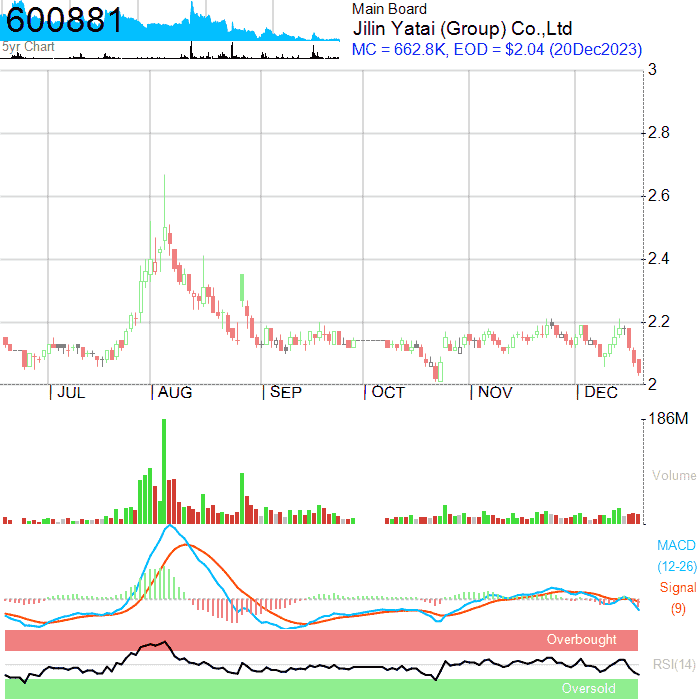 600881
5yr Chart
Main Board
Jilin Yatai (Group) Co.,Ltd
MC = 662.8K, EOD = $2.04 (20Dec2023)
3
2.8
2.6
2.4
2.2
2
JUL AUG SEP OCT NOV DEC
186M
Volume
MACD
(12-26)
Signal
(9)
Overbought
RSI(14)
Oversold